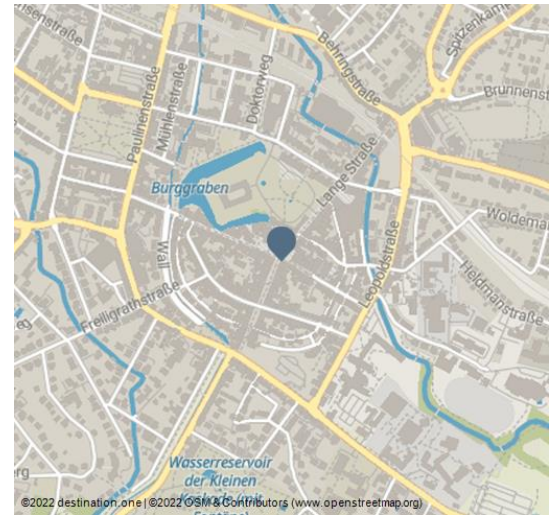 Behringstraße
Spitzenkamp
Brunnenst
Paulinenstraße
Mühlenstraße
Doktorweg
Lange Straße
Burggraben
Woldemar
Wall
Leopoldstraße
Heldmanstraße
Freiligrathstraße
Wasserreservoir
der Kleinen
©2022 destination.one | ©2022 OSM & Contributors (www.openstreetmap.org)